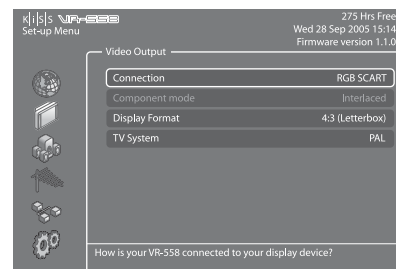 KiSS VR-558
275 Hrs Free
Set-up Menu
Wed 28 Sep 2005 15:14
Firmware version 1.1.0
Video Output
Connection RGB SCART
Component mode Interlaced
Display Format 4:3 (Letterbox)
TV System PAL
How is your VR-558 connected to your display device?